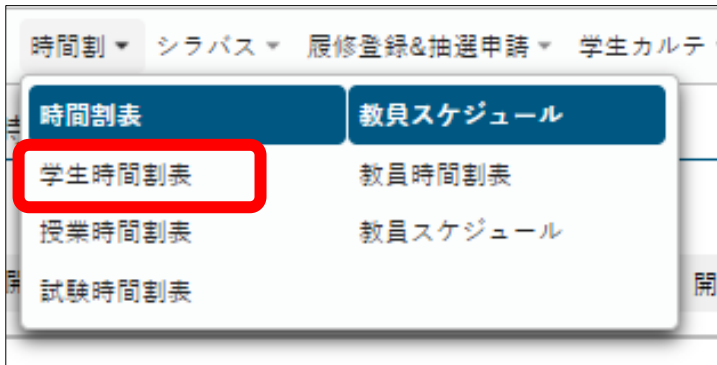 時間割 シラバス 履修登録&抽選申請 学生カルテ
時間割表 教員スケジュール
学生時間割表 教員時間割表
授業時間割表 教員スケジュール
試験時間割表
開